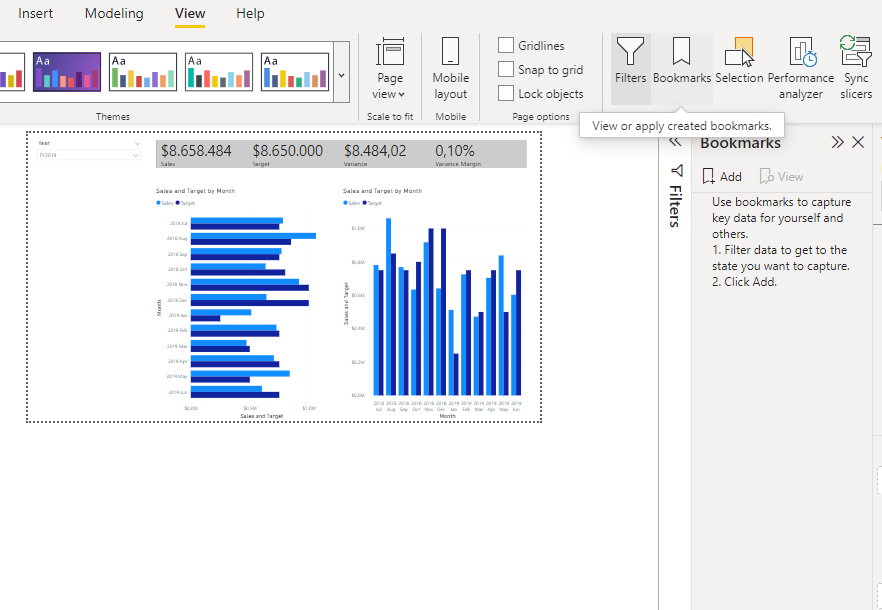 Insert Modeling View Help
Aa Aa Aa Aa
Page view
Mobile layout
Gridlines
Snap to grid
Lock objects
Filters Bookmarks Selection Performance analyzer Sync slicers
Themes Scale to fit Mobile Page options
View or apply created bookmarks.
Year
FY2019
$8.658.484 $8.650.000 $8.484,02 0,10%
Sales Target Variance Variance Margin
Sales and Target by Month
Sales Target
2018 Jul
2018 Aug
2018 Sep
2018 Oct
2018 Nov
2018 Dec
2019 Jan
2019 Feb
2019 Mar
2019 Apr
2019 May
2019 Jun
Month
$0.0M $0.5M $1.0M
Sales and Target
Sales and Target by Month
Sales Target
$1.0M
$0.8M
$0.6M
$0.4M
$0.2M
$0.0M
Sales and Target
2018 2018 2018 2018 2018 2018 2019 2019 2019 2019 2019 2019
Jul Aug Sep Oct Nov Dec Jan Feb Mar Apr May Jun
Month
Filters
Bookmarks
Add View
Use bookmarks to capture
key data for yourself and
others.
1. Filter data to get to the
state you want to capture.
2. Click Add.